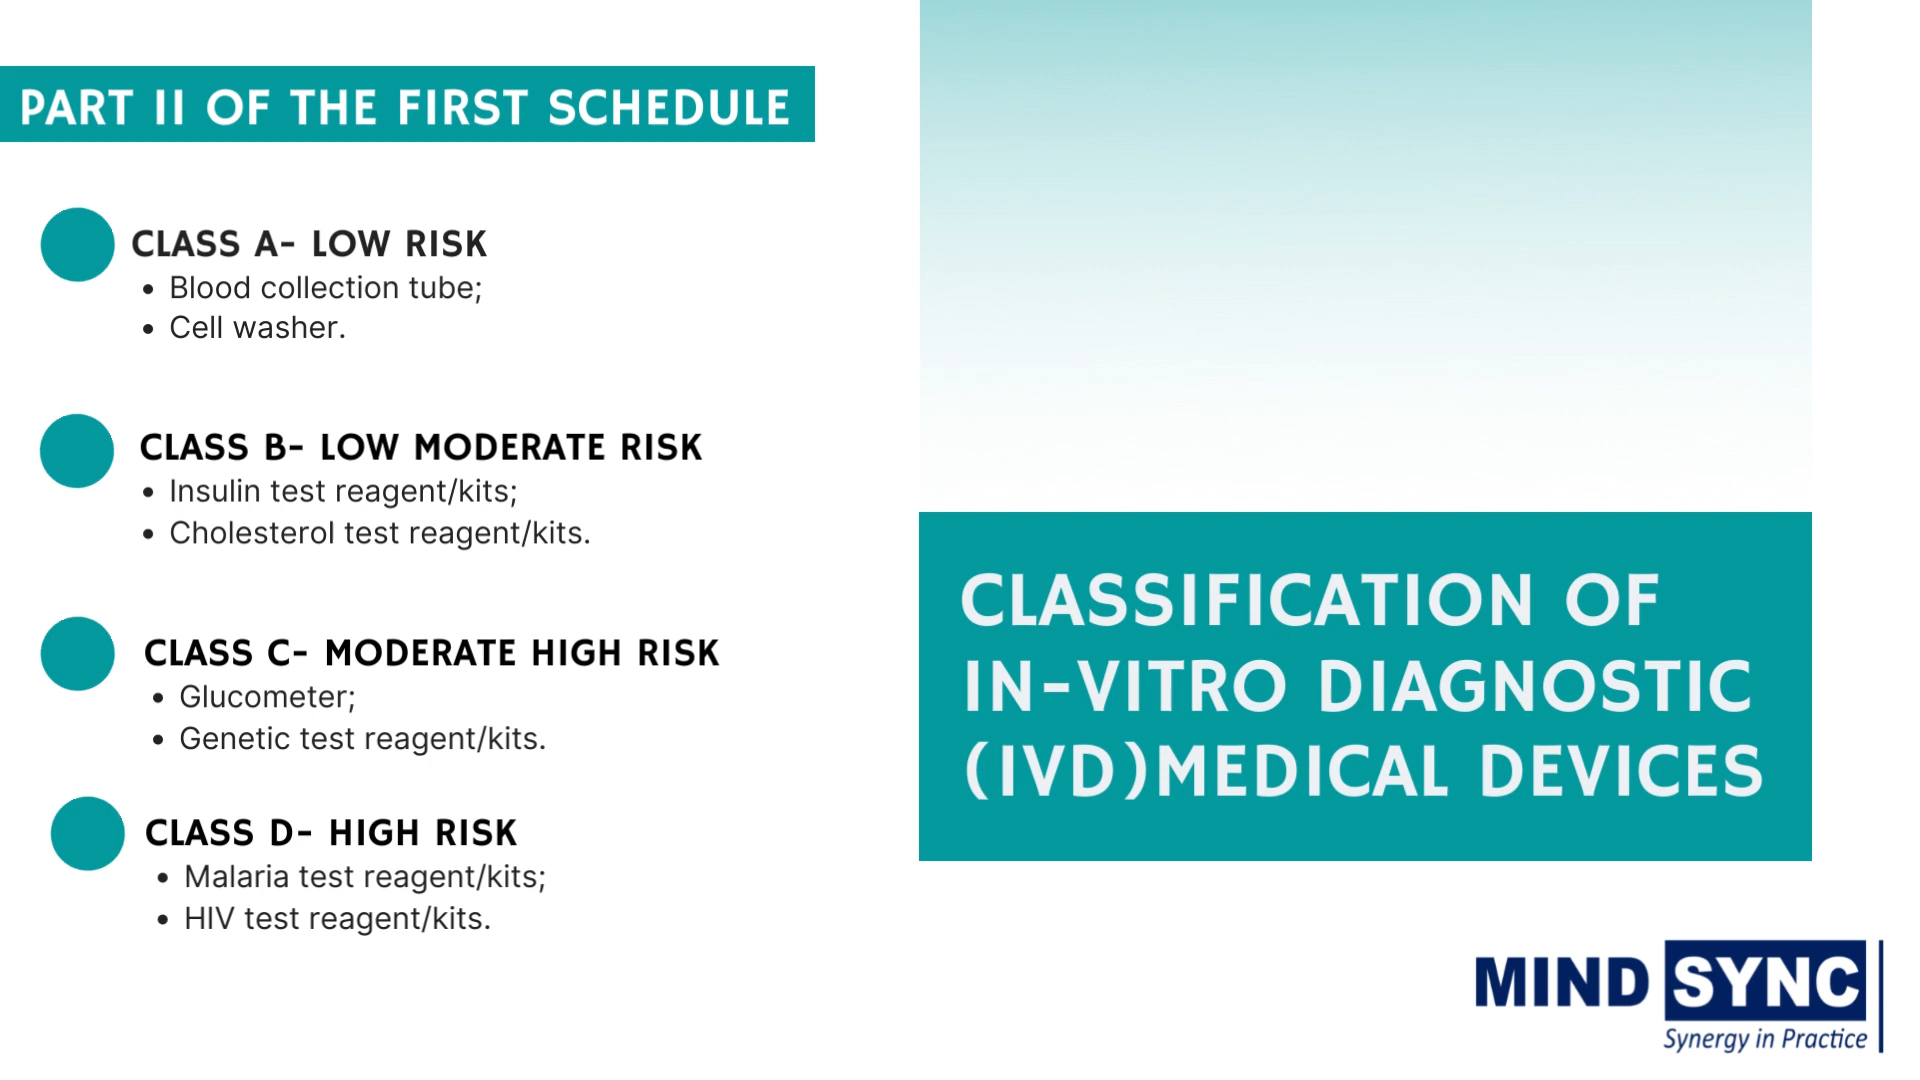 PART II OF THE FIRST SCHEDULE
CLASS A- LOW RISK
• Blood collection tube;
• Cell washer.
CLASS B- LOW MODERATE RISK
• Insulin test reagent/kits;
• Cholesterol test reagent/kits.
CLASS C- MODERATE HIGH RISK
• Glucometer;
• Genetic test reagent/kits.
CLASS D- HIGH RISK
• Malaria test reagent/kits;
• HIV test reagent/kits.
CLASSIFICATION OF
IN-VITRO DIAGNOSTIC
(IVD)MEDICAL DEVICES
MIND SYNC
Synergy in Practice